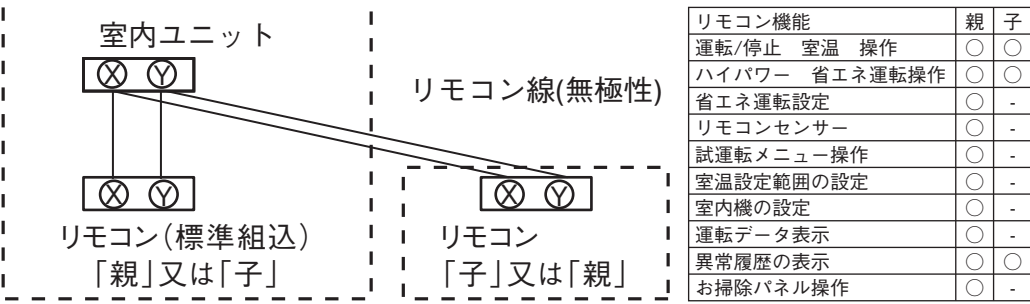 室内ユニット
Ⓧ Ⓨ
リモコン線(無極性)
Ⓧ Ⓨ
Ⓧ Ⓨ
リモコン(標準組込)
「親」又は「子」
リモコン
「子」又は「親」
リモコン機能 親 子
運転/停止 室温 操作 ○ ○
ハイパワー 省エネ運転操作 ○ ○
省エネ運転設定 ○ -
リモコンセンサー ○ -
試運転メニュー操作 ○ -
室温設定範囲の設定 ○ -
室内機の設定 ○ -
運転データ表示 ○ -
異常履歴の表示 ○ ○
お掃除パネル操作 ○ -